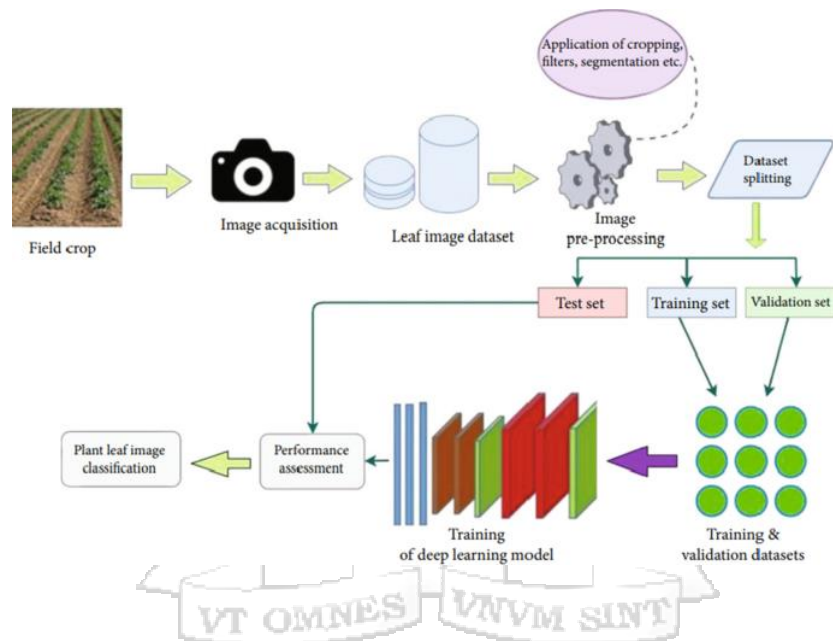 Application of cropping,
filters, segmentation etc.
Field crop
Image acquisition
Leaf image dataset
Image
pre-processing
Dataset
splitting
Test set
Training set
Validation set
Plant leaf image
classification
Performance
assessment
Training
of deep learning model
Training &
validation datasets
VT OMNES VNVM SINT